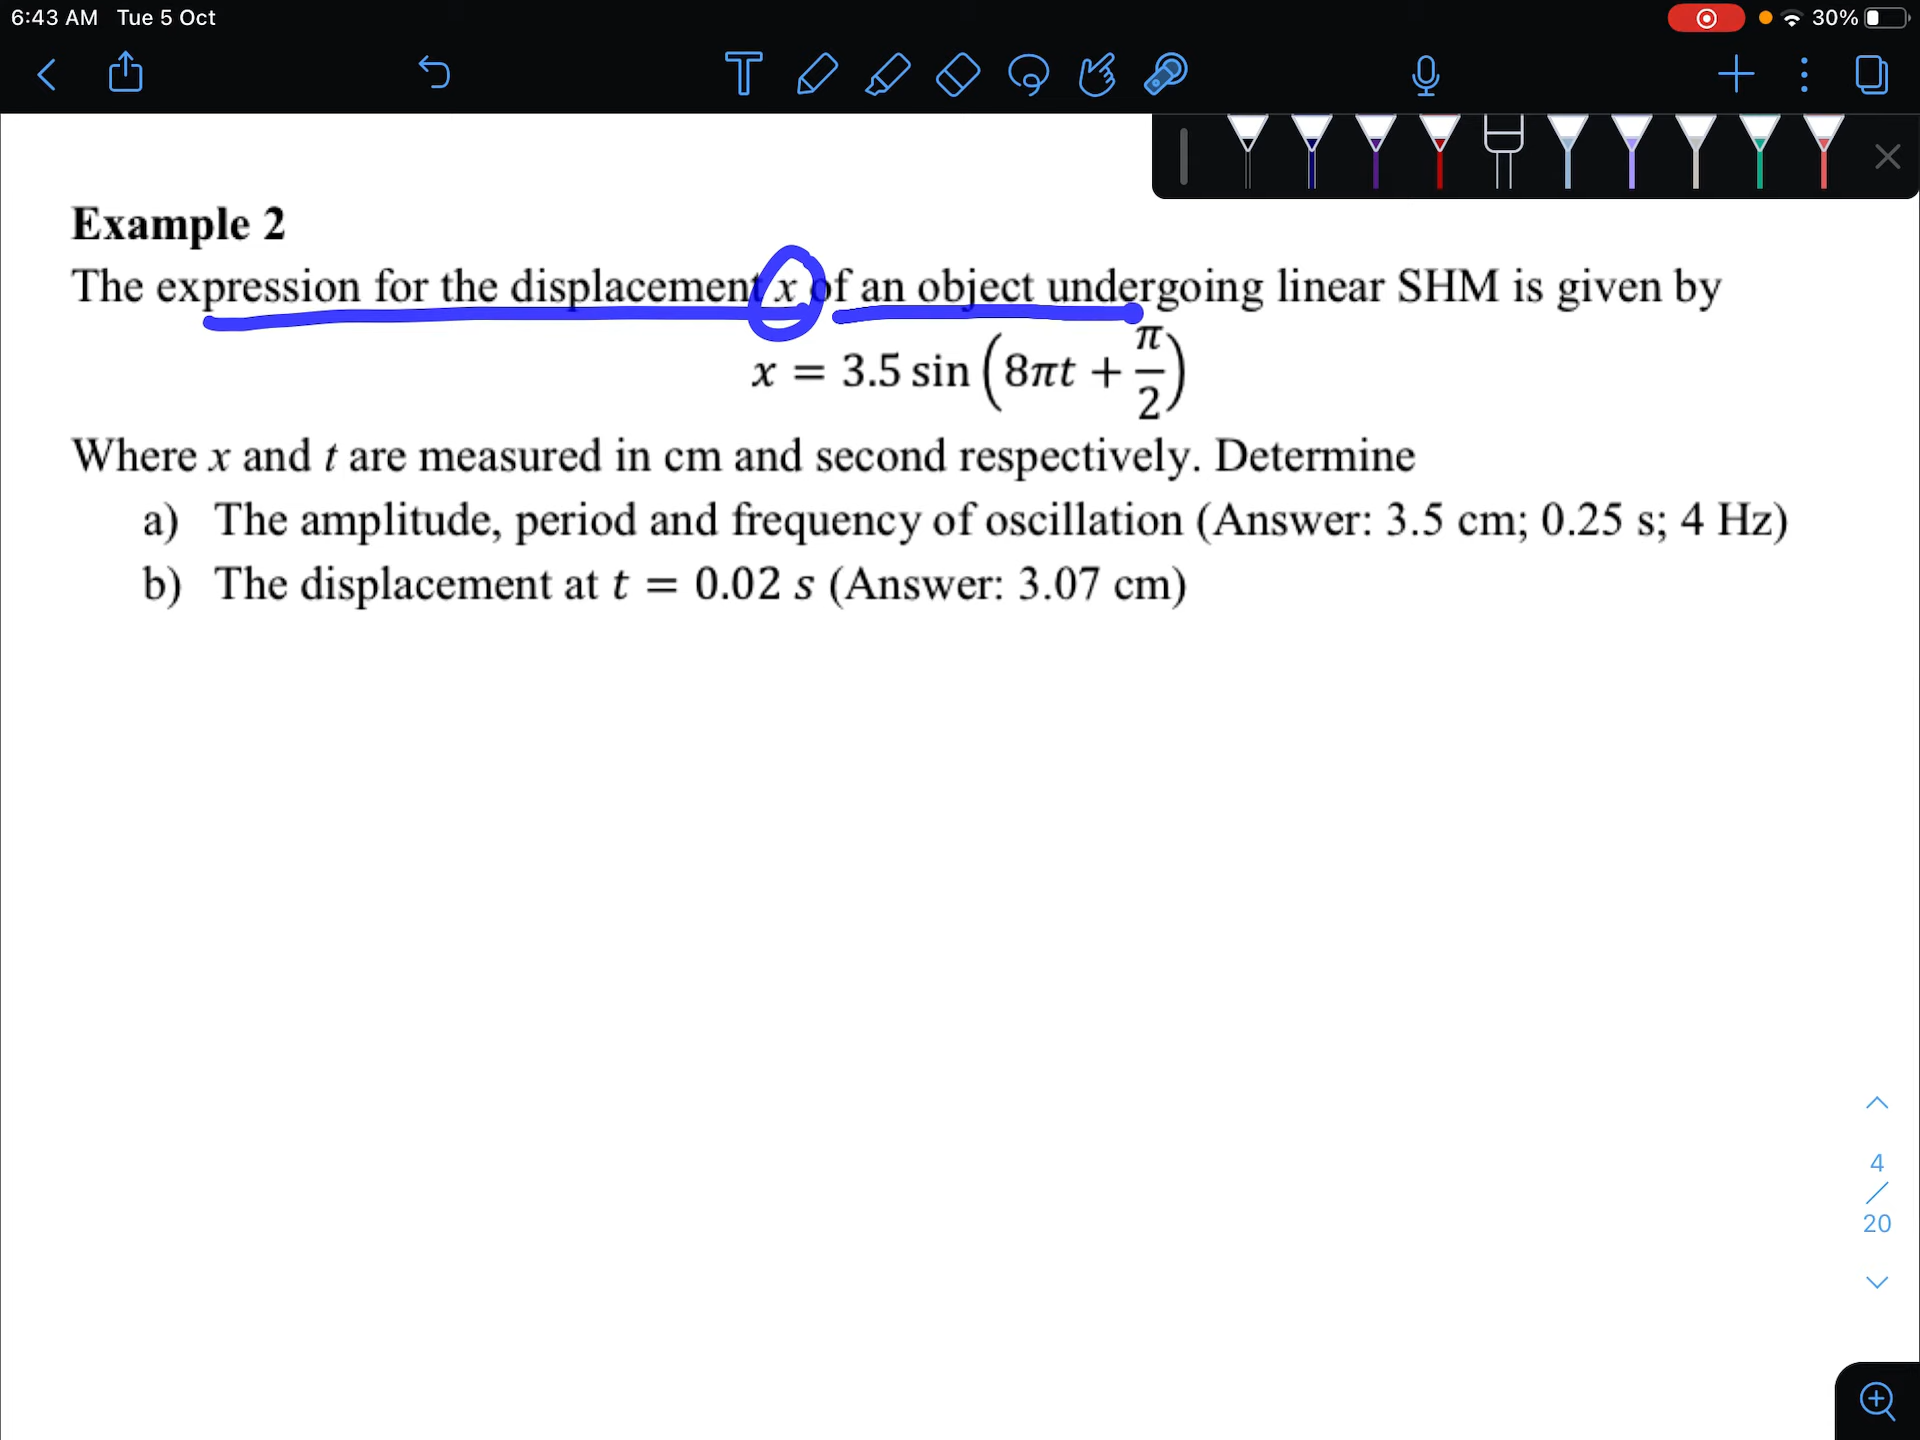 6:43 AM Tue 5 Oct
30%
Example 2
The expression for the displacement x of an object undergoing linear SHM is given by
x = 3.5 sin (8πt + π/2)
Where x and t are measured in cm and second respectively. Determine
a) The amplitude, period and frequency of oscillation (Answer: 3.5 cm; 0.25 s; 4 Hz)
b) The displacement at t = 0.02 s (Answer: 3.07 cm)
4
/
20